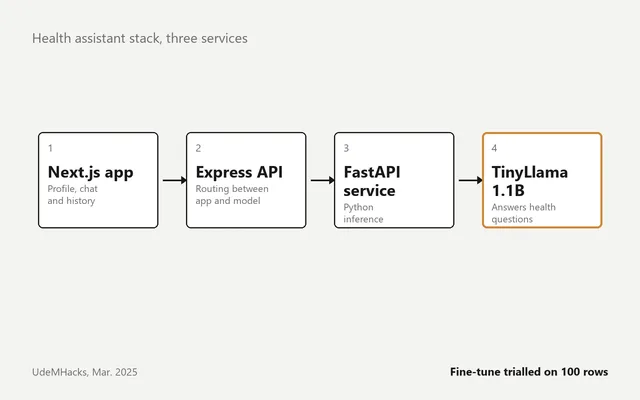 Health assistant stack, three services
1
Next.js app
Profile, chat
and history
2
Express API
Routing between
app and model
3
FastAPI
service
Python
inference
4
TinyLlama
1.1B
Answers health
questions
UdeMHacks, Mar. 2025
Fine-tune trialled on 100 rows